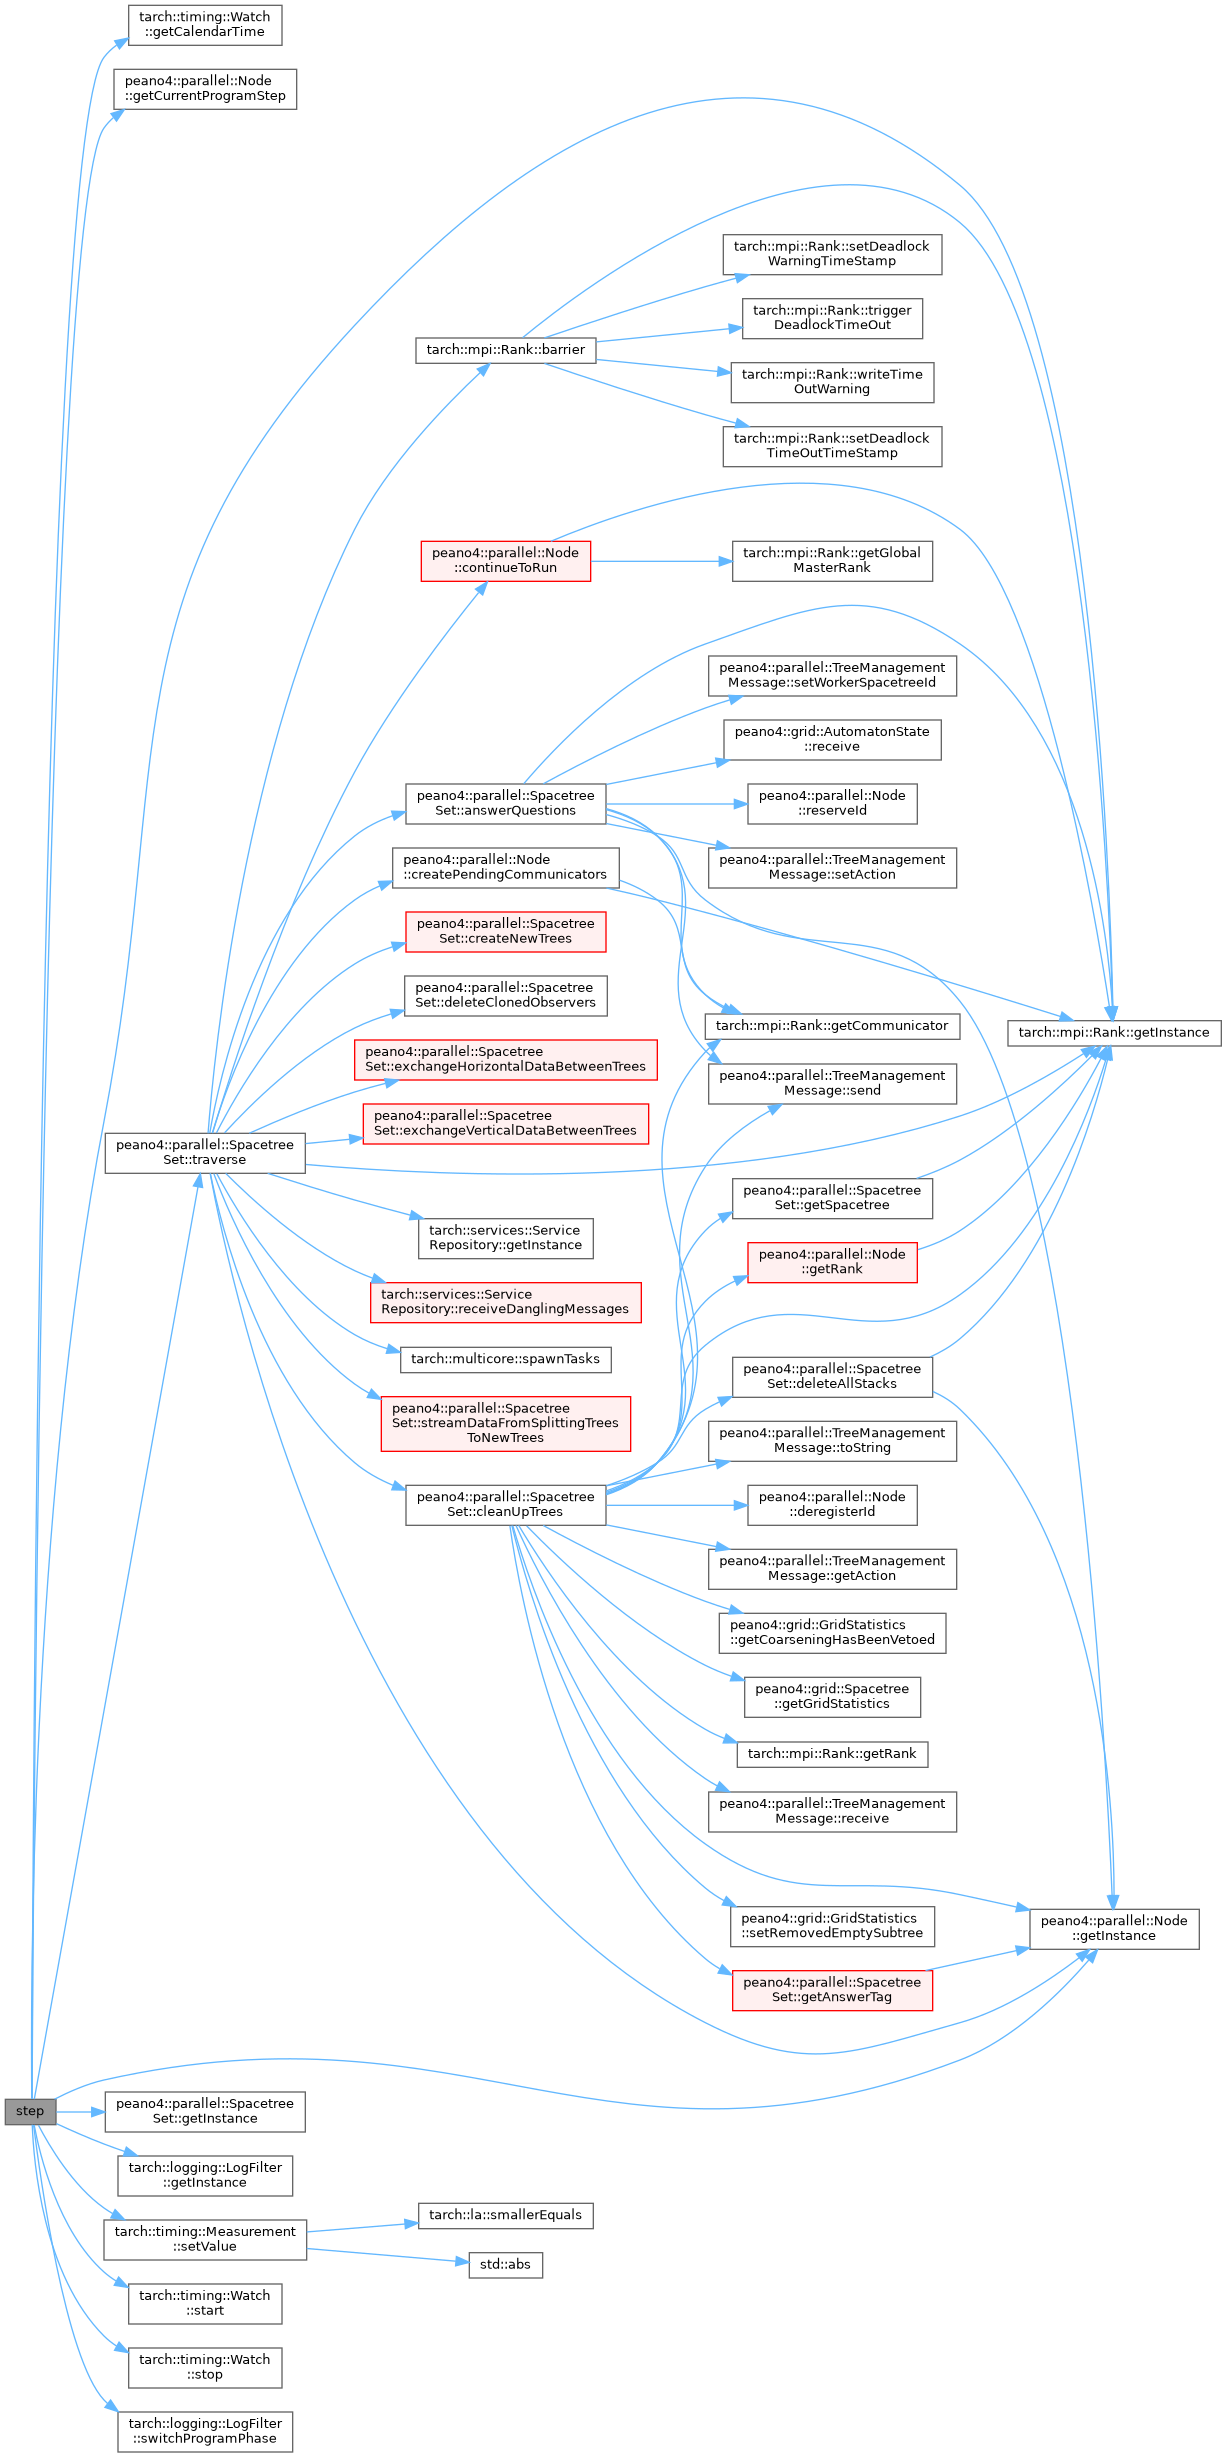 tarch::timing::Watch
::getCalendarTime
peano4::parallel::Node
::getCurrentProgramStep
tarch::mpi::Rank::setDeadlock
WarningTimeStamp
tarch::mpi::Rank::trigger
DeadlockTimeOut
tarch::mpi::Rank::barrier
tarch::mpi::Rank::writeTime
OutWarning
tarch::mpi::Rank::setDeadlock
TimeOutTimeStamp
peano4::parallel::Node
::continueToRun
tarch::mpi::Rank::getGlobal
MasterRank
peano4::parallel::TreeManagement
Message::setWorkerSpacetreeId
peano4::grid::AutomatonState
::receive
peano4::parallel::Spacetree
Set::answerQuestions
peano4::parallel::Node
::reserveId
peano4::parallel::Node
::createPendingCommunicators
peano4::parallel::TreeManagement
Message::setAction
peano4::parallel::Spacetree
Set::createNewTrees
peano4::parallel::Spacetree
Set::deleteClonedObservers
tarch::mpi::Rank::getCommunicator
tarch::mpi::Rank::getInstance
peano4::parallel::Spacetree
Set::exchangeHorizontalDataBetweenTrees
peano4::parallel::TreeManagement
Message::send
peano4::parallel::Spacetree
Set::exchangeVerticalDataBetweenTrees
peano4::parallel::Spacetree
Set::traverse
peano4::parallel::Spacetree
Set::getSpacetree
tarch::services::Service
Repository::getInstance
peano4::parallel::Node
::getRank
tarch::services::Service
Repository::receiveDanglingMessages
tarch::multicore::spawnTasks
peano4::parallel::Spacetree
Set::deleteAllStacks
peano4::parallel::Spacetree
Set::streamDataFromSplittingTrees
ToNewTrees
peano4::parallel::TreeManagement
Message::toString
peano4::parallel::Spacetree
Set::cleanUpTrees
peano4::parallel::Node
::deregisterId
peano4::parallel::TreeManagement
Message::getAction
peano4::grid::GridStatistics
::getCoarseningHasBeenVetoed
peano4::grid::Spacetree
::getGridStatistics
tarch::mpi::Rank::getRank
peano4::parallel::TreeManagement
Message::receive
peano4::grid::GridStatistics
::setRemovedEmptySubtree
peano4::parallel::Node
::getInstance
peano4::parallel::Spacetree
Set::getAnswerTag
step
peano4::parallel::Spacetree
Set::getInstance
tarch::logging::LogFilter
::getInstance
tarch::timing::Measurement
::setValue
tarch::la::smallerEquals
std::abs
tarch::timing::Watch
::start
tarch::timing::Watch
::stop
tarch::logging::LogFilter
::switchProgramPhase